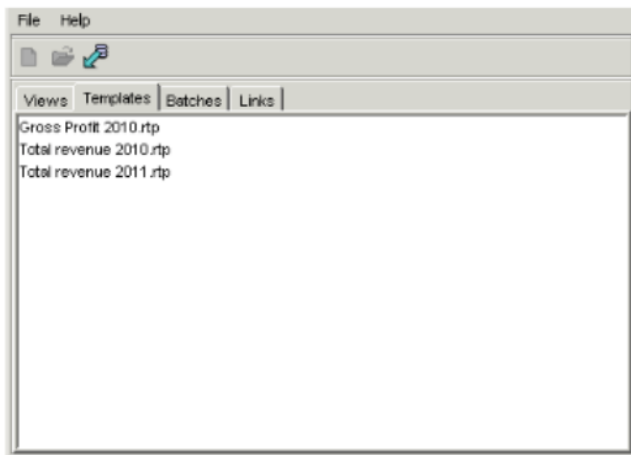 File Help
Views Templates Batches Links
Gross Profit 2010.rtp
Total revenue 2010.rtp
Total revenue 2011.rtp